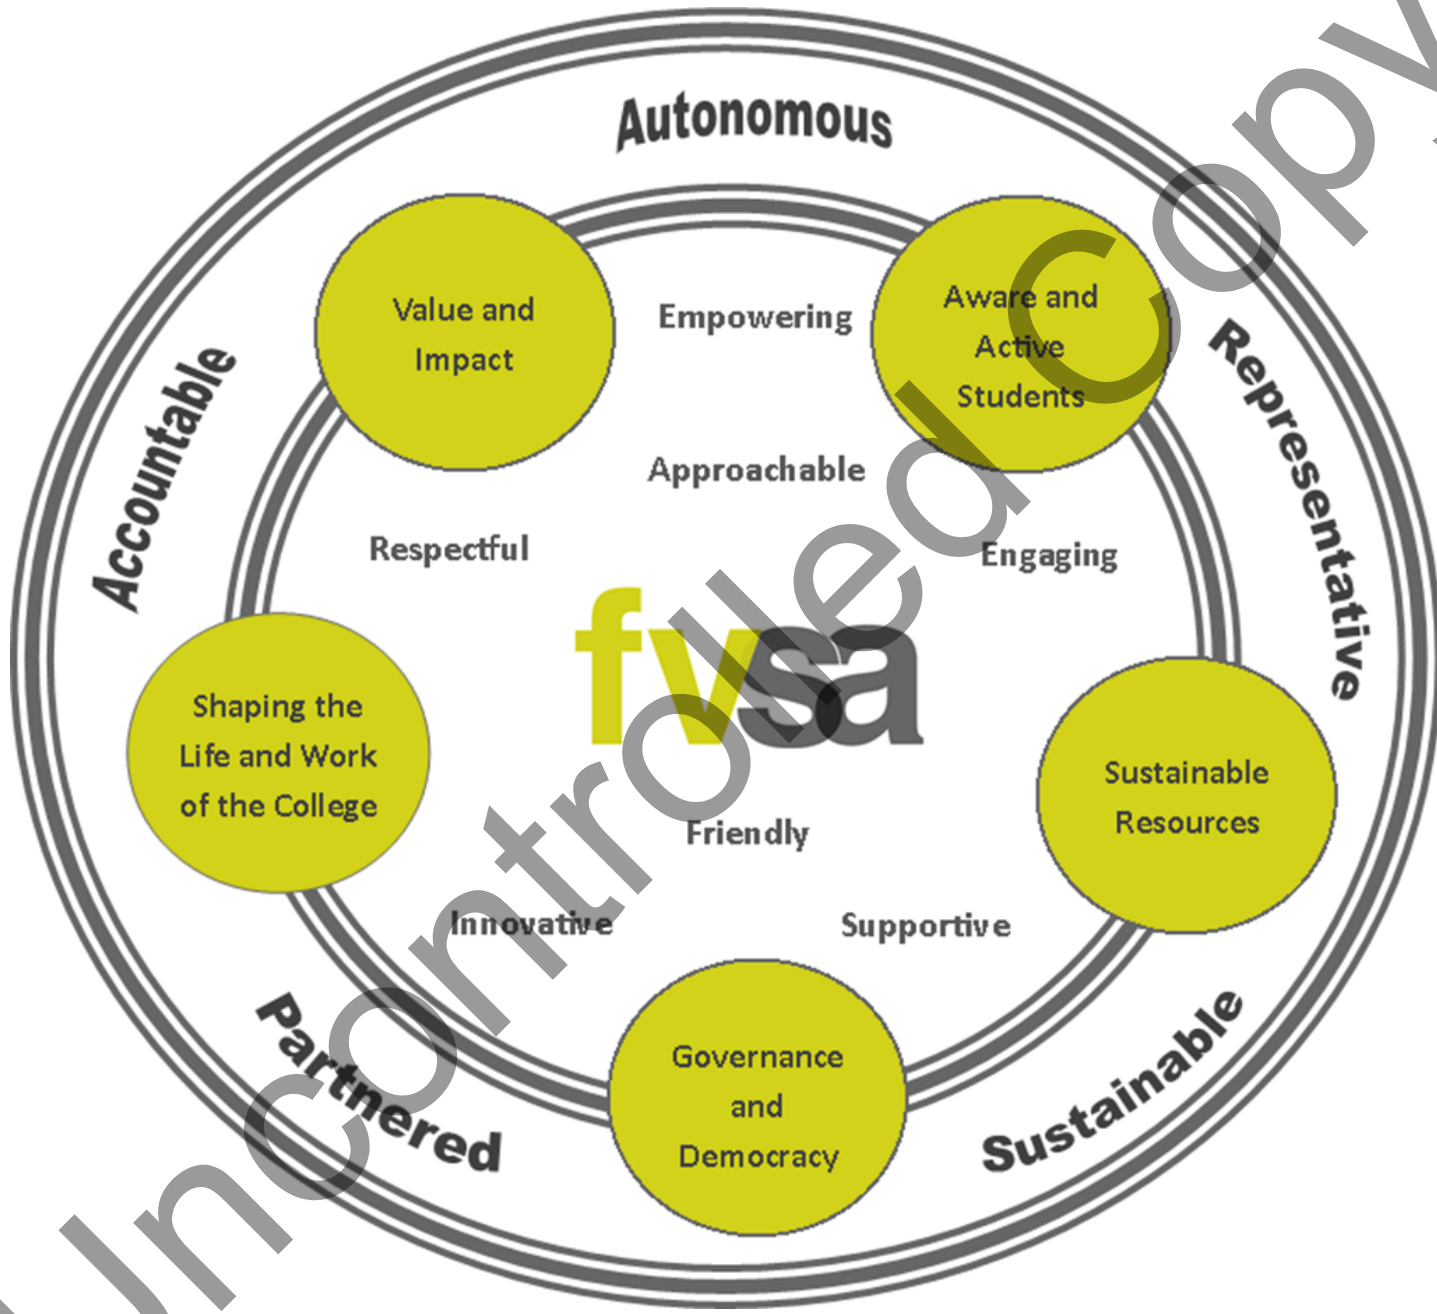 Autonomous
Value and
Impact
Empowering
Aware and
Active
Students
Accountable
Representative
Approachable
Respectful
Engaging
fvsa
Shaping the
Life and Work
of the College
Sustainable
Resources
Friendly
Innovative
Supportive
Partnered
Governance
and
Democracy
Sustainable
Uncontrolled Copy